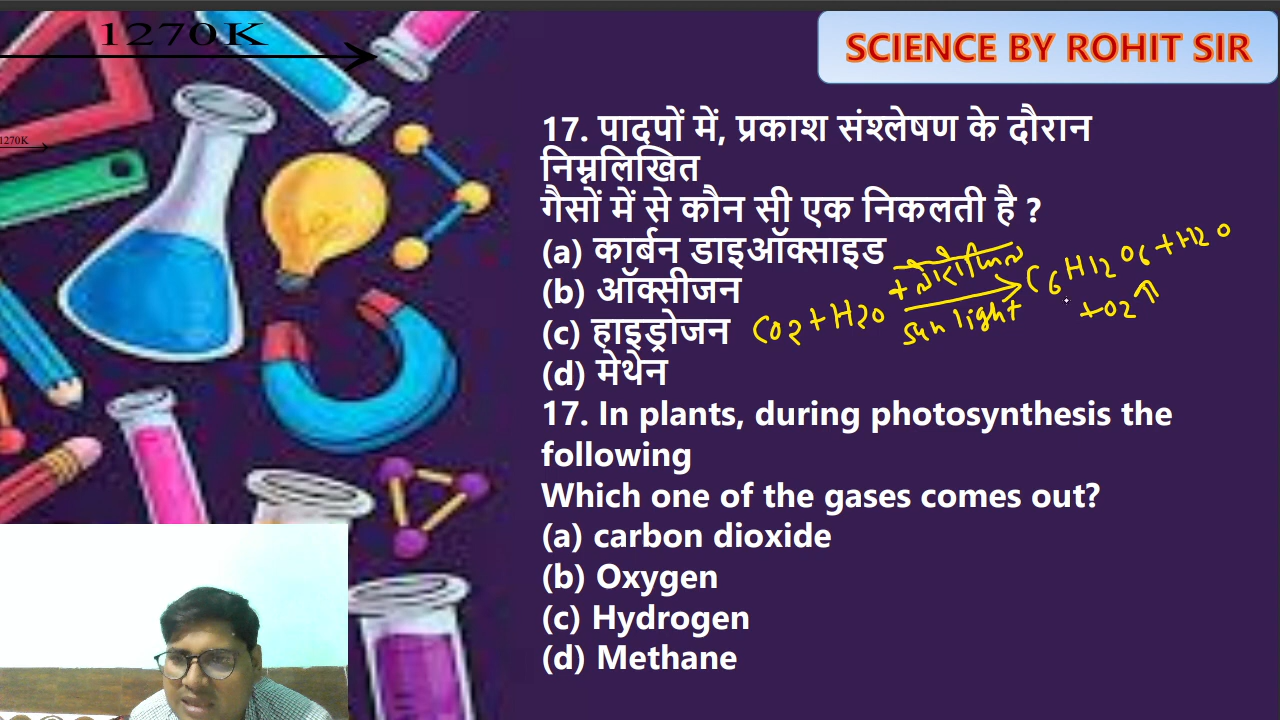 1270K
SCIENCE BY ROHIT SIR
1270K
17. पादपों में, प्रकाश संश्लेषण के दौरान
निम्नलिखित
गैसों में से कौन सी एक निकलती है ?
(a) कार्बन डाइऑक्साइड
(b) ऑक्सीजन
(c) हाइड्रोजन
(d) मेथेन
CO2+H2O
sun light
C6H12O6+H2O
+O2↑
17. In plants, during photosynthesis the
following
Which one of the gases comes out?
(a) carbon dioxide
(b) Oxygen
(c) Hydrogen
(d) Methane